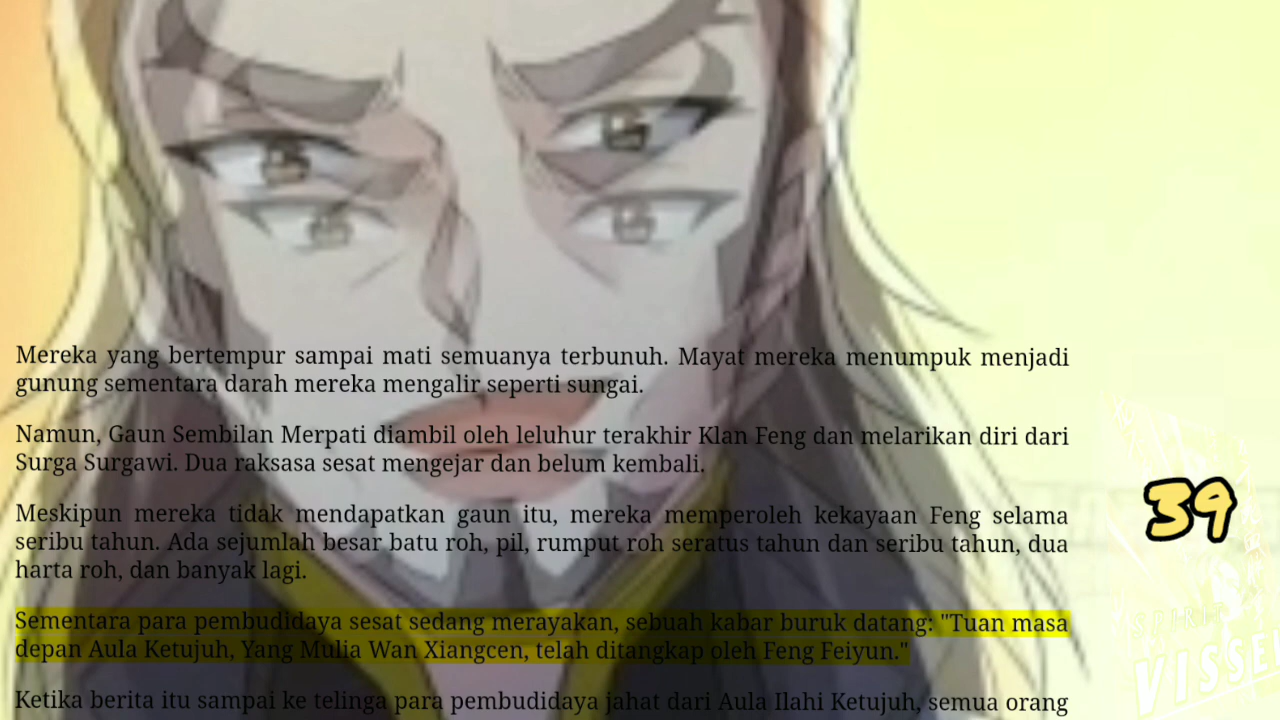 Mereka yang bertempur sampai mati semuanya terbunuh. Mayat mereka menumpuk menjadi
gunung sementara darah mereka mengalir seperti sungai.
Namun, Gaun Sembilan Merpati diambil oleh leluhur terakhir Klan Feng dan melarikan diri dari
Surga Surgawi. Dua raksasa sesat mengejar dan belum kembali.
Meskipun mereka tidak mendapatkan gaun itu, mereka memperoleh kekayaan Feng selama
seribu tahun. Ada sejumlah besar batu roh, pil, rumput roh seratus tahun dan seribu tahun, dua
harta roh, dan banyak lagi.
39
Sementara para pembudidaya sesat sedang merayakan, sebuah kabar buruk datang: "Tuan masa
depan Aula Ketujuh, Yang Mulia Wan Xiangcen, telah ditangkap oleh Feng Feiyun."
SPIRIT
Ketika berita itu sampai ke telinga para pembudidaya jahat dari Aula Ilahi Ketujuh, semua orang